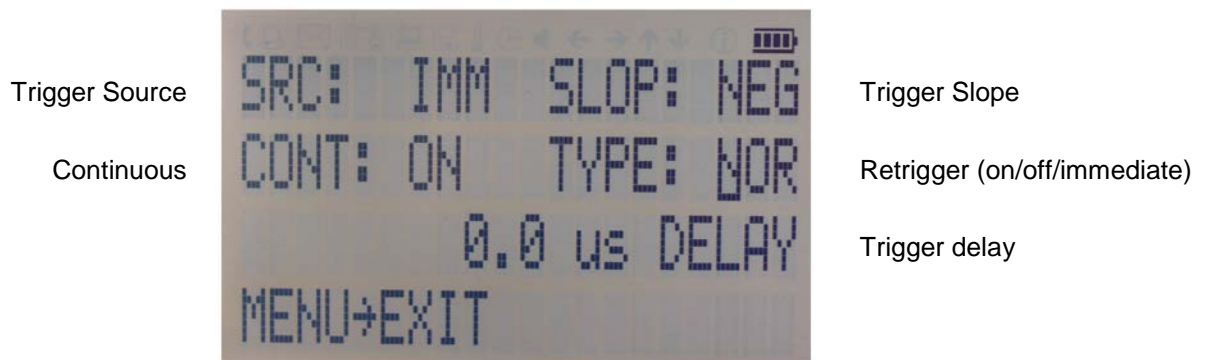 Trigger Source SRC: IMM SLOP: NEG Trigger Slope
Continuous CONT: ON TYPE: NOR Retrigger (on/off/immediate)
0.0 us DELAY Trigger delay
MENU→EXIT